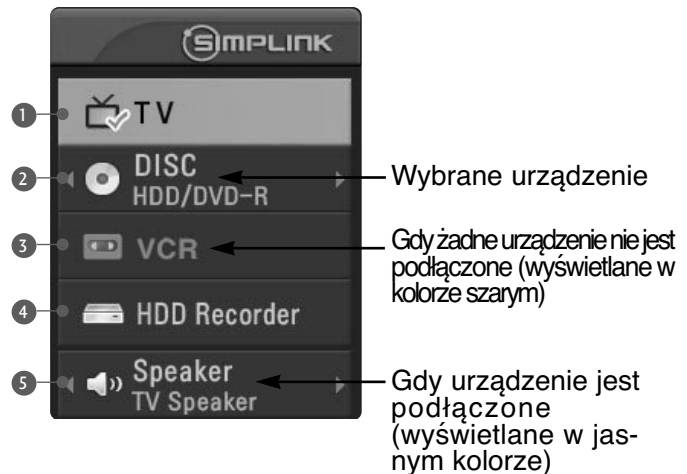 SIMPLINK
1 TV
2 DISC
HDD/DVD-R
Wybrane urządzenie
3 VCR
Gdy żadne urządzenie nie jest
podłączone (wyświetlane w
kolorze szarym)
4 HDD Recorder
5 Speaker
TV Speaker
Gdy urządzenie jest
podłączone
(wyświetlane w jas-
nym kolorze)